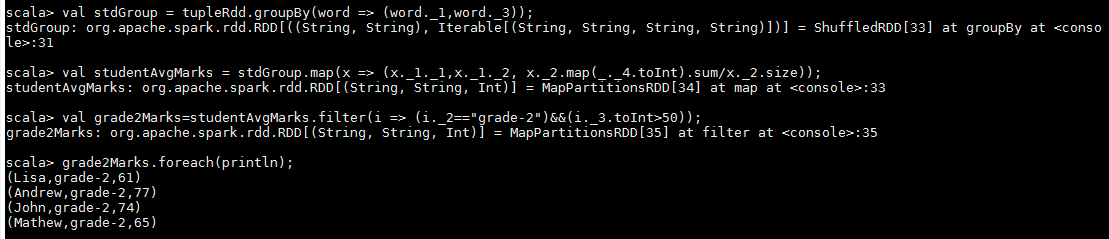 scala> val stdGroup = tupleRdd.groupBy(word => (word._1,word._3));
stdGroup: org.apache.spark.rdd.RDD[((String, String), Iterable[(String, String, String, String)])] = ShuffledRDD[33] at groupBy at <conso
le>:31
scala> val studentAvgMarks = stdGroup.map(x => (x._1._1,x._1._2, x._2.map(_._4.toInt).sum/x._2.size));
studentAvgMarks: org.apache.spark.rdd.RDD[(String, String, Int)] = MapPartitionsRDD[34] at map at <console>:33
scala> val grade2Marks=studentAvgMarks.filter(i => (i._2=="grade-2")&&(i._3.toInt>50));
grade2Marks: org.apache.spark.rdd.RDD[(String, String, Int)] = MapPartitionsRDD[35] at filter at <console>:35
scala> grade2Marks.foreach(println);
(Lisa,grade-2,61)
(Andrew,grade-2,77)
(John,grade-2,74)
(Mathew,grade-2,65)